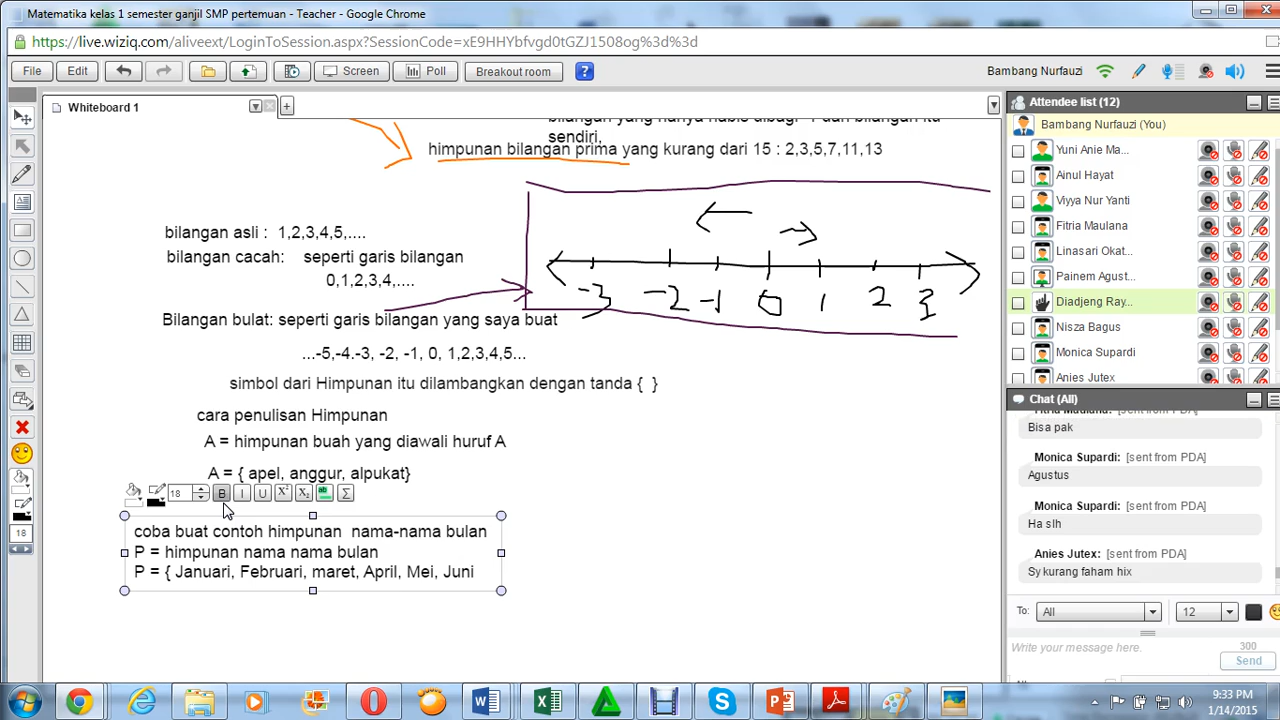 Matematika kelas 1 semester ganjil SMP pertemuan - Teacher - Google Chrome
https://live.wiziq.com/aliveext/LoginToSession.aspx?SessionCode=xE9HHYbfvgd0tGZJ1508og%3d%3d
File Edit Screen Poll Breakout room ? Bambang Nurfauzi
Whiteboard 1
sendiri,
himpunan bilangan prima yang kurang dari 15 : 2,3,5,7,11,13
bilangan asli : 1,2,3,4,5,....
bilangan cacah: seperti garis bilangan
0,1,2,3,4,....
-3 -2 -1 0 1 2 3
Bilangan bulat: seperti garis bilangan yang saya buat
...-5,-4.-3, -2, -1, 0, 1,2,3,4,5...
simbol dari Himpunan itu dilambangkan dengan tanda { }
cara penulisan Himpunan
A = himpunan buah yang diawali huruf A
A = { apel, anggur, alpukat}
18 B I U X² X₂ ab Σ
coba buat contoh himpunan nama-nama bulan
P = himpunan nama nama bulan
P = { Januari, Februari, maret, April, Mei, Juni
18
Attendee list (12)
Bambang Nurfauzi (You)
Yuni Anie Ma...
Ainul Hayat
Viyya Nur Yanti
Fitria Maulana
Linasari Okat...
Painem Agust...
Diadjeng Ray...
Nisza Bagus
Monica Supardi
Anies Jutex
Chat (All)
Fitria Maulana: [sent from PDA]
Bisa pak
Monica Supardi: [sent from PDA]
Agustus
Monica Supardi: [sent from PDA]
Ha slh
Anies Jutex: [sent from PDA]
Sy kurang faham hix
To: All 12
Write your message here. 300
Send
9:33 PM
1/14/2015